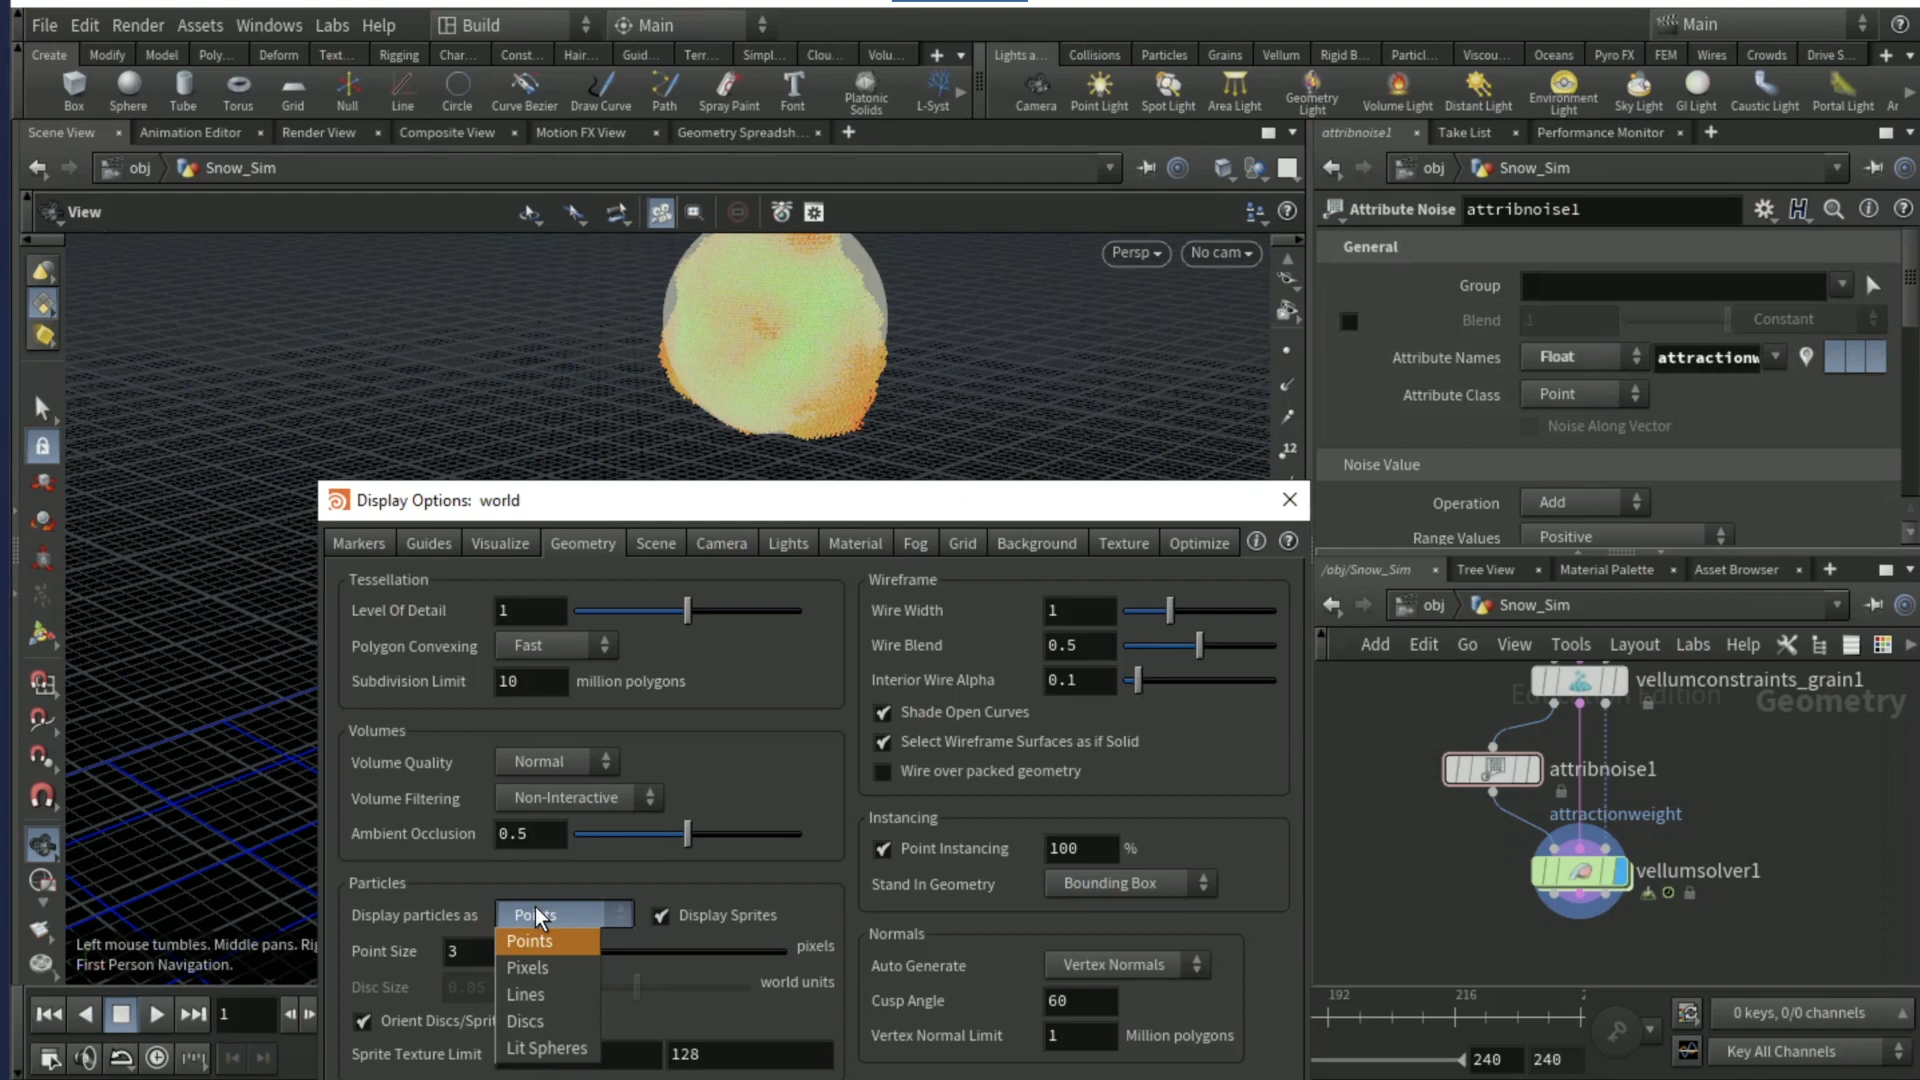 File Edit Render Assets Windows Labs Help Build Main Main
Create Modify Model Poly... Deform Text... Rigging Char... Const... Hair... Guid... Terr... Simpl... Clou... Volu... Lights a... Collisions Particles Grains Vellum Rigid B... Particl... Viscou... Oceans Pyro FX FEM Wires Crowds Drive S...
Box Sphere Tube Torus Grid Null Line Circle Curve Bezier Draw Curve Path Spray Paint Font Platonic Solids L-Syst Camera Point Light Spot Light Area Light Geometry Light Volume Light Distant Light Environment Light Sky Light GI Light Caustic Light Portal Light Ar
Scene View Animation Editor Render View Composite View Motion FX View Geometry Spreadsh... attribnoise1 Take List Performance Monitor
obj Snow_Sim obj Snow_Sim
View
Persp No cam
Attribute Noise attribnoise1
General
Group
Blend 1 Constant
Attribute Names Float attractionw
Attribute Class Point
Noise Along Vector
Noise Value
Operation Add
Range Values Positive
12
Display Options: world
Markers Guides Visualize Geometry Scene Camera Lights Material Fog Grid Background Texture Optimize
Tessellation
Level Of Detail 1
Polygon Convexing Fast
Subdivision Limit 10 million polygons
Volumes
Volume Quality Normal
Volume Filtering Non-Interactive
Ambient Occlusion 0.5
Particles
Display particles as Points Display Sprites
Point Size 3 pixels
Disc Size 0.05 world units
Orient Discs/Sprit
Sprite Texture Limit 128
Points
Pixels
Lines
Discs
Lit Spheres
Wireframe
Wire Width 1
Wire Blend 0.5
Interior Wire Alpha 0.1
Shade Open Curves
Select Wireframe Surfaces as if Solid
Wire over packed geometry
Instancing
Point Instancing 100 %
Stand In Geometry Bounding Box
Normals
Auto Generate Vertex Normals
Cusp Angle 60
Vertex Normal Limit 1 Million polygons
/obj/Snow_Sim Tree View Material Palette Asset Browser
obj Snow_Sim
Add Edit Go View Tools Layout Labs Help
vellumconstraints_grain1
Edition
Geometry
attribnoise1
attractionweight
vellumsolver1
Left mouse tumbles. Middle pans. Rig
First Person Navigation.
1
192 216
0 keys, 0/0 channels
240 240 Key All Channels